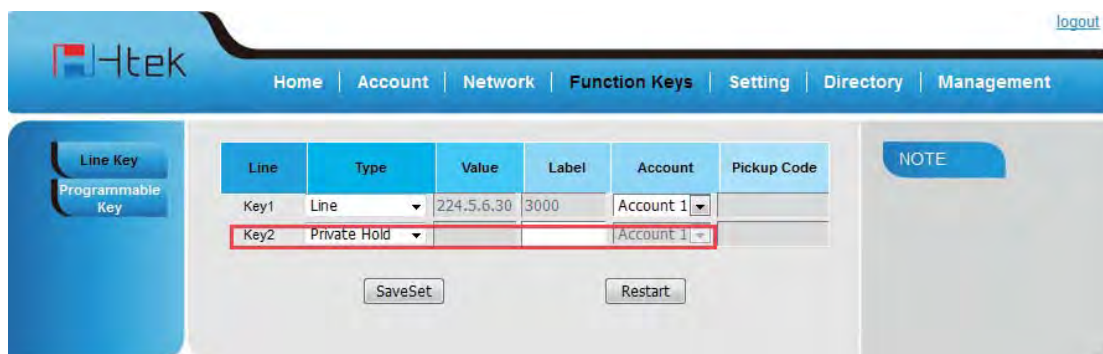 logout
Htek
Home | Account | Network | Function Keys | Setting | Directory | Management
Line Key
Programmable Key
Line Type Value Label Account Pickup Code
Key1 Line 224.5.6.30 3000 Account 1
Key2 Private Hold Account 1
SaveSet Restart
NOTE